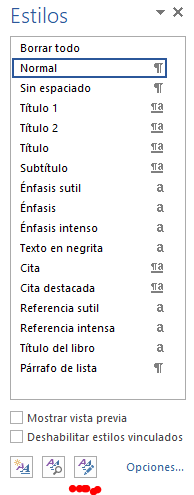 Estilos
Borrar todo
Normal ¶
Sin espaciado ¶
Título 1 ¶a
Título 2 ¶a
Título ¶a
Subtítulo ¶a
Énfasis sutil a
Énfasis a
Énfasis intenso a
Texto en negrita a
Cita ¶a
Cita destacada ¶a
Referencia sutil a
Referencia intensa a
Título del libro a
Párrafo de lista ¶
Mostrar vista previa
Deshabilitar estilos vinculados
Opciones...